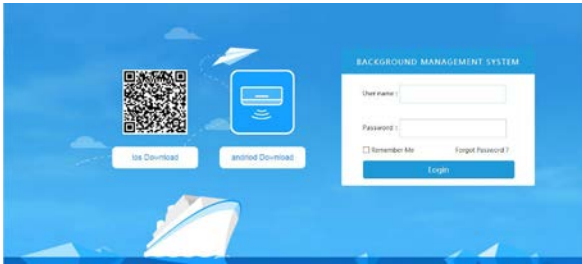 BACKGROUND MANAGEMENT SYSTEM
User name :
Password :
Remember Me
Forgot Password ?
Login
ios Download
andriod Download